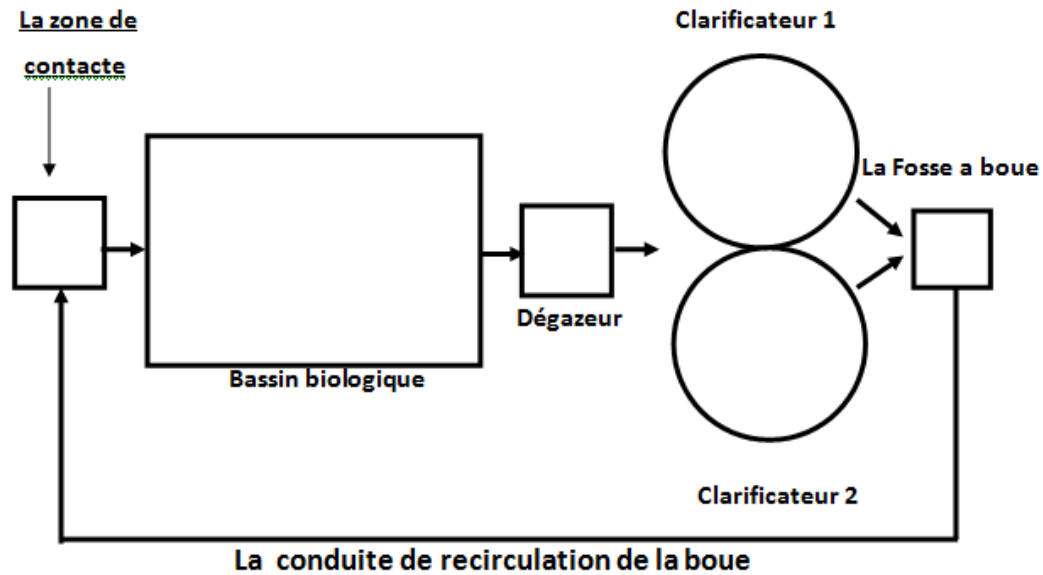 La zone de
contacte
Clarificateur 1
La Fosse a boue
Dégazeur
Bassin biologique
Clarificateur 2
La conduite de recirculation de la boue